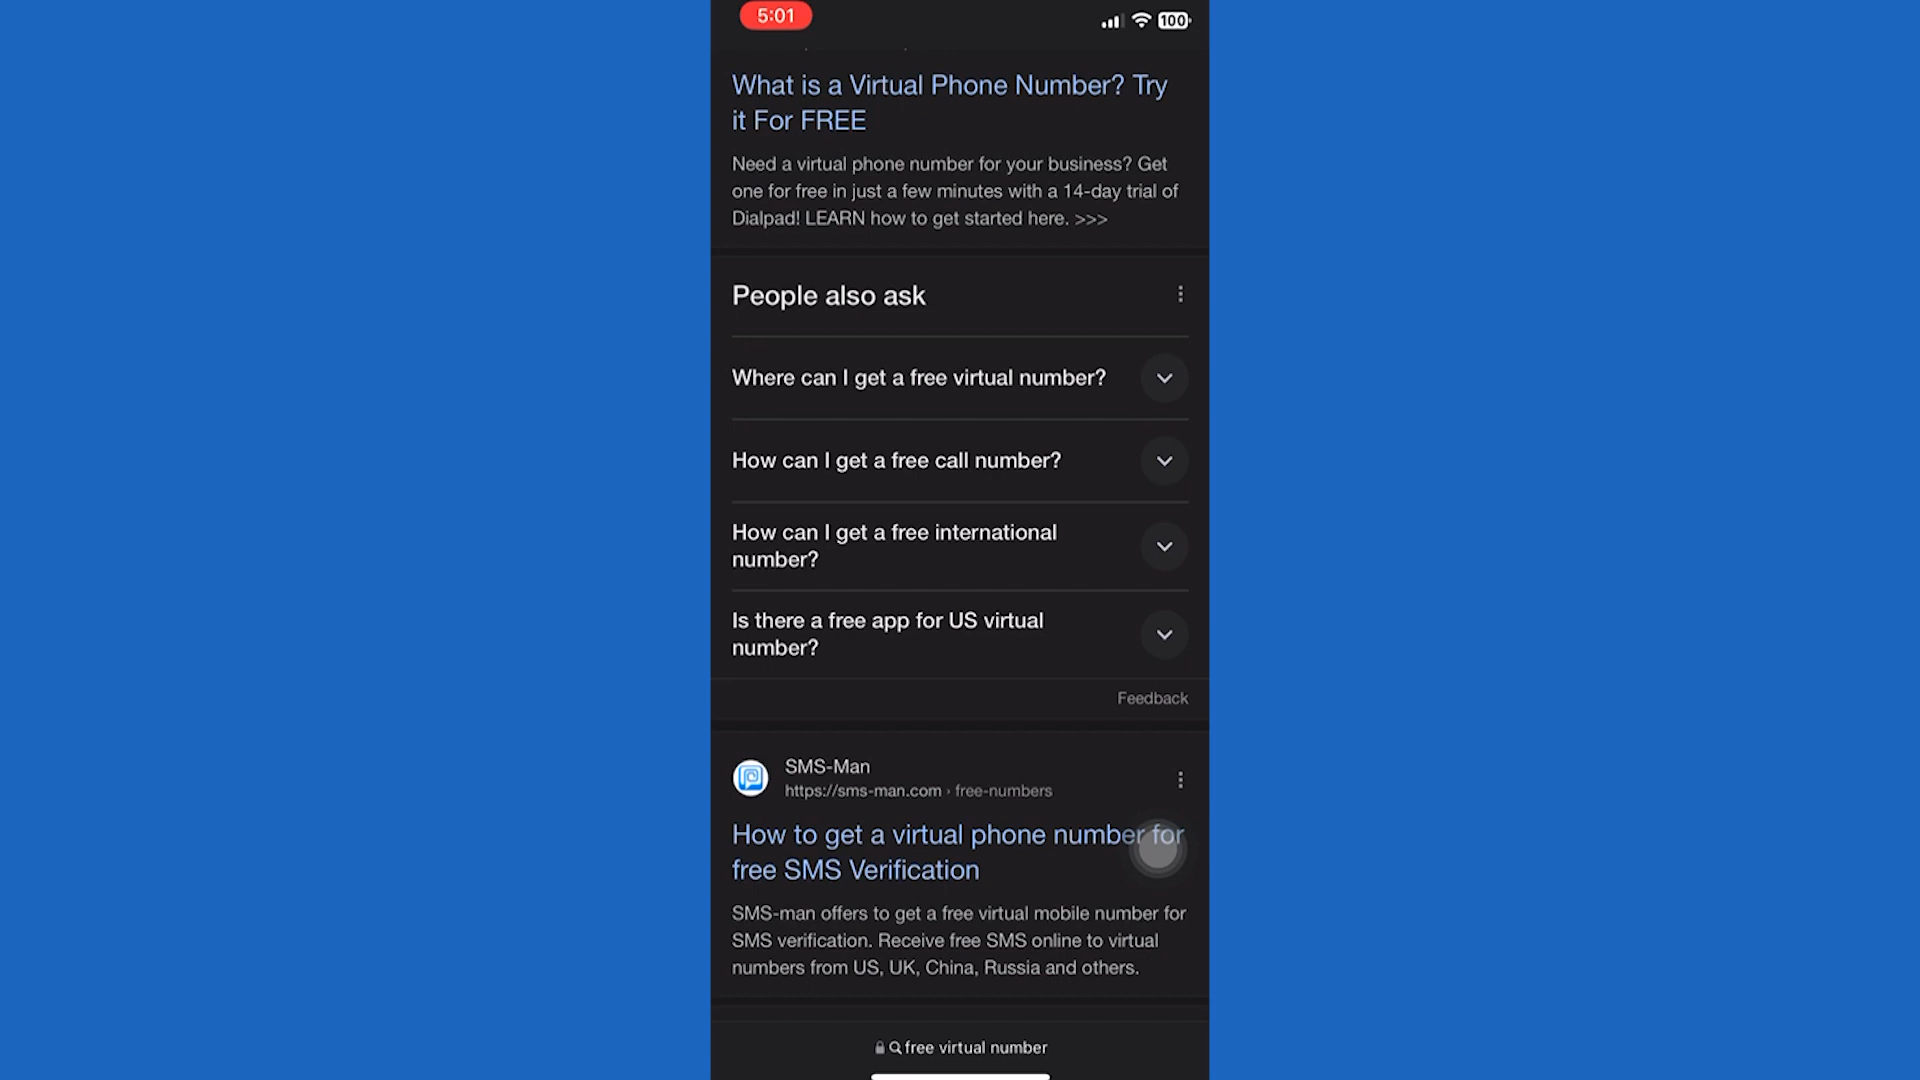 5:01
100
What is a Virtual Phone Number? Try
it For FREE
Need a virtual phone number for your business? Get
one for free in just a few minutes with a 14-day trial of
Dialpad! LEARN how to get started here. >>>
People also ask
Where can I get a free virtual number?
How can I get a free call number?
How can I get a free international
number?
Is there a free app for US virtual
number?
Feedback
SMS-Man
https://sms-man.com › free-numbers
How to get a virtual phone number for
free SMS Verification
SMS-man offers to get a free virtual mobile number for
SMS verification. Receive free SMS online to virtual
numbers from US, UK, China, Russia and others.
free virtual number